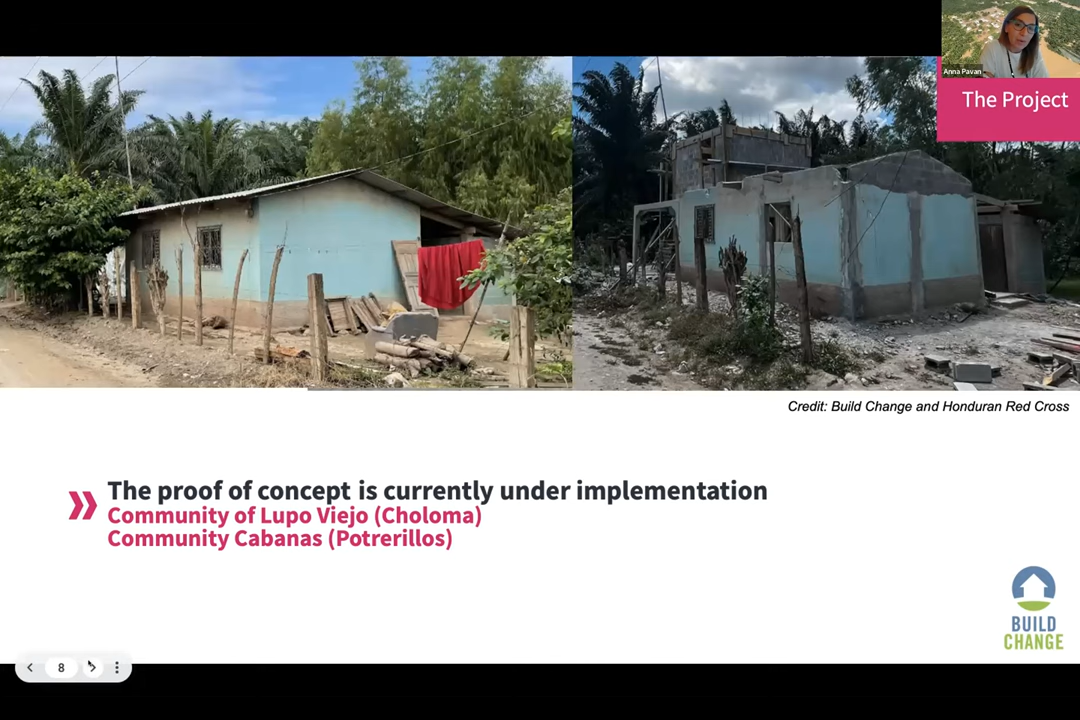 Anna Pavan
The Project
Credit: Build Change and Honduran Red Cross
The proof of concept is currently under implementation
Community of Lupo Viejo (Choloma)
Community Cabanas (Potrerillos)
BUILD
CHANGE
8